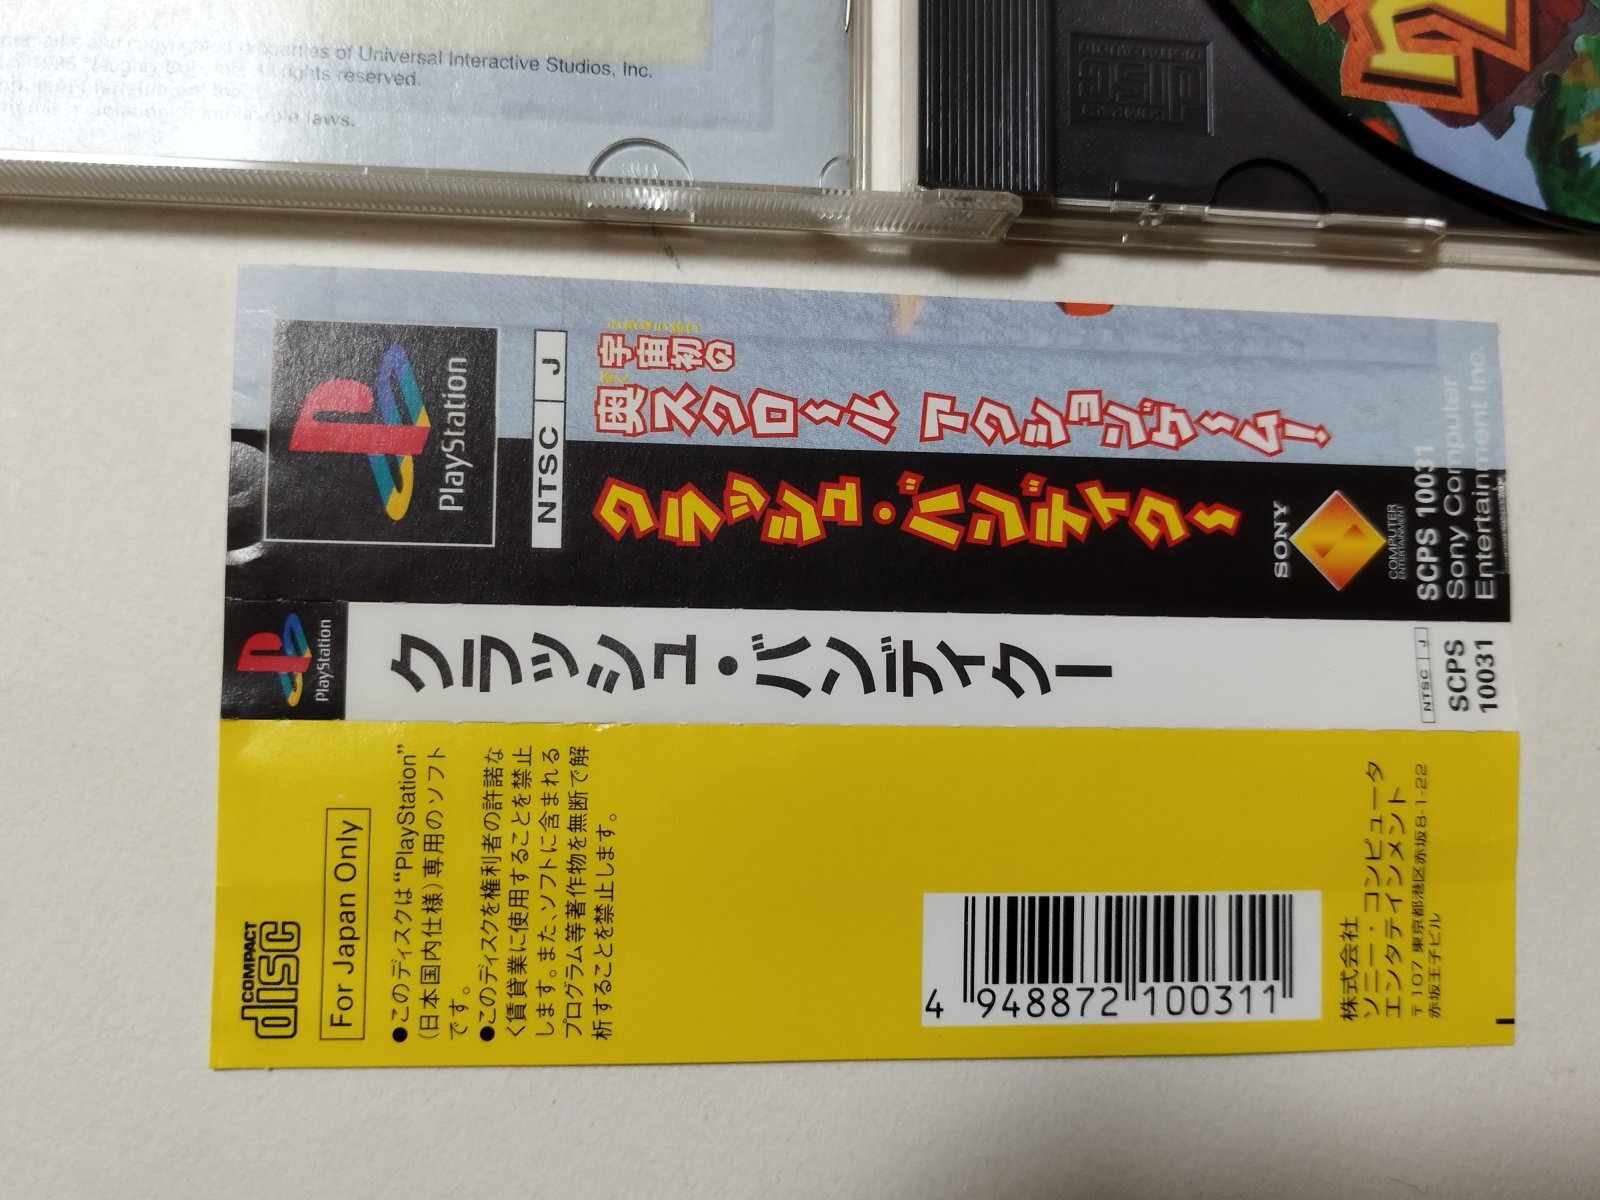 properties of Universal Interactive Studios, Inc.
rights reserved.
laws.
COMPACT
disc
DIGITAL AUDIO
PlayStation
NTSC J
宇宙初の
奥スクロール アクションゲーム!
クラッシュ・バンディクー
SONY
COMPUTER
ENTERTAINMENT
SCPS 10031
Sony Computer
Entertainment Inc.
PlayStation
クラッシュ・バンディクー
NTSC J
SCPS
10031
COMPACT
disc
For Japan Only
●このディスクは“PlayStation”
(日本国内仕様)専用のソフト
です。
●このディスクを権利者の許諾な
く賃貸業に使用することを禁止
します。また、ソフトに含まれる
プログラム等著作物を無断で解
析することを禁止します。
4 948872 100311
株式会社
ソニー・コンピュータ
エンタテインメント
〒107 東京都港区赤坂8-1-22
赤坂王子ビル